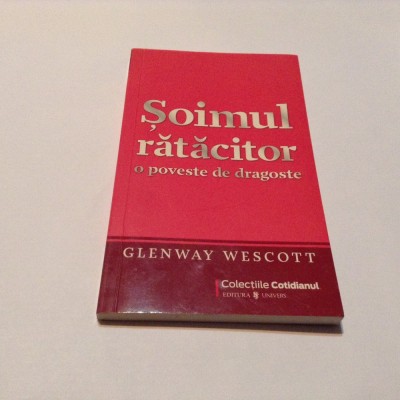 Șoimul
rătăcitor
o poveste de dragoste
GLENWAY WESCOTT
Colecțiile Cotidianul
EDITURA UNIVERS